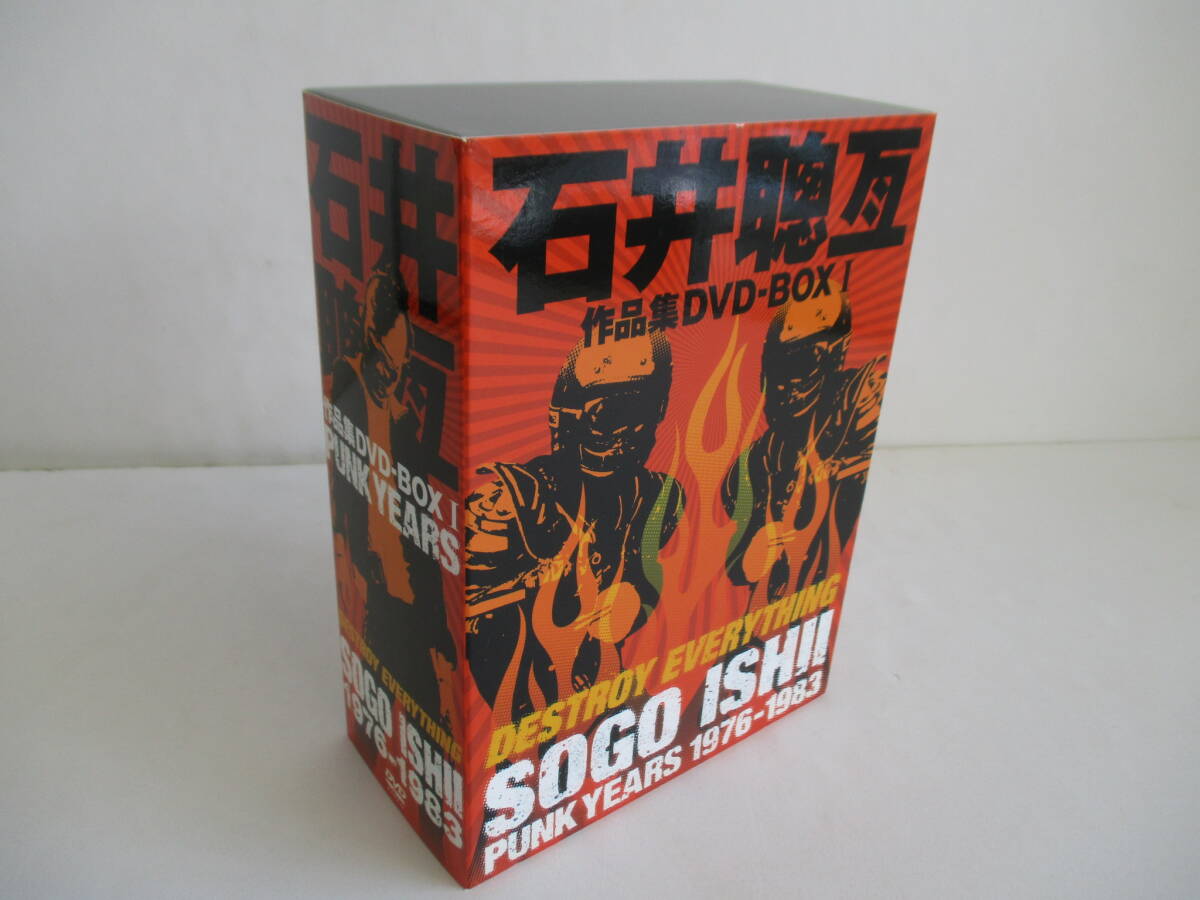 石井聰亙
作品集DVD-BOX I
DESTROY EVERYTHING
SOGO ISHII
PUNK YEARS 1976-1983
石井
聰亙
作品集DVD-BOX I
PUNK YEARS
DESTROY EVERYTHING
SOGO ISHII
1976-1983
DVD